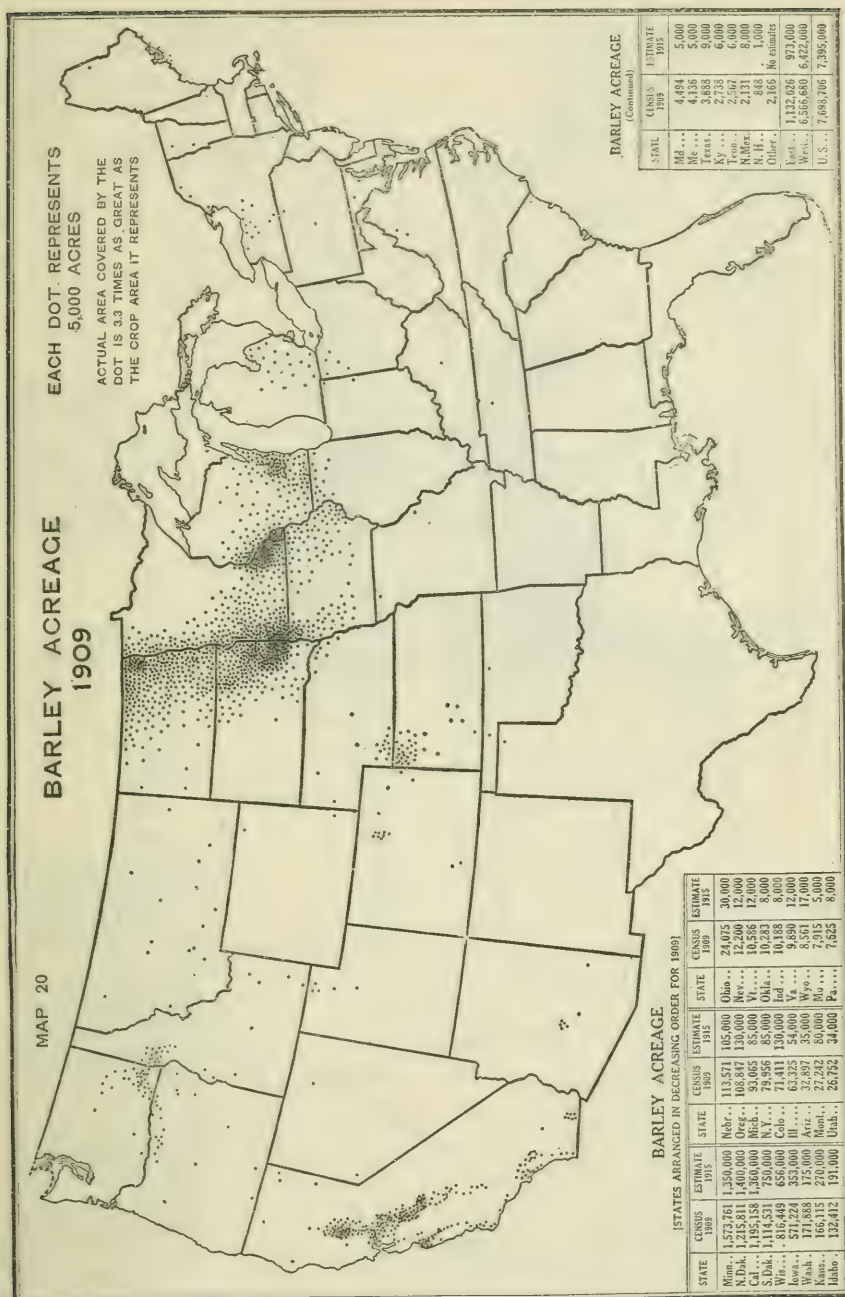 MAP 20
BARLEY ACREAGE
1909
EACH DOT REPRESENTS
5,000 ACRES
ACTUAL AREA COVERED BY THE
DOT IS 3.3 TIMES AS GREAT AS
THE CROP AREA IT REPRESENTS
BARLEY ACREAGE
[STATES ARRANGED IN DECREASING ORDER FOR 1909]
STATE CENSUS 1909 ESTIMATE 1915 STATE CENSUS 1909 ESTIMATE 1915 STATE CENSUS 1909 ESTIMATE 1915
Minn.. 1,573,761 1,350,000 Nebr.. 113,571 105,000 Ohio.. 24,075 30,000
N.Dak. 1,215,811 1,400,000 Oreg.. 108,847 130,000 Nev... 12,200 12,000
Cal... 1,195,158 1,360,000 Mich.. 93,065 85,000 Vt.... 10,586 12,000
S.Dak. 1,114,531 750,000 N.Y... 79,956 85,000 Okla.. 10,283 8,000
Wis... 816,449 656,000 Colo.. 71,411 130,000 Ind... 10,188 8,000
Iowa.. 571,224 353,000 Ill.... 63,325 54,000 Va.... 9,890 12,000
Wash.. 171,888 175,000 Ariz.. 32,897 35,000 Wyo... 8,561 17,000
Kans.. 166,115 270,000 Mont.. 27,242 80,000 Mo.... 7,915 5,000
Idaho. 132,412 191,000 Utah.. 26,752 34,000 Pa.... 7,625 8,000
BARLEY ACREAGE
(Continued)
STATE CENSUS 1909 ESTIMATE 1915
Md... 4,494 5,000
Me... 4,136 5,000
Texas. 3,888 9,000
Ky... 2,738 6,000
Tenn.. 2,567 6,000
N.Mex. 2,131 8,000
N. H.. 848 1,000
Other. 2,166 No estimates
East... 1,132,026 973,000
West.. 6,566,680 6,422,000
U.S... 7,698,706 7,395,000